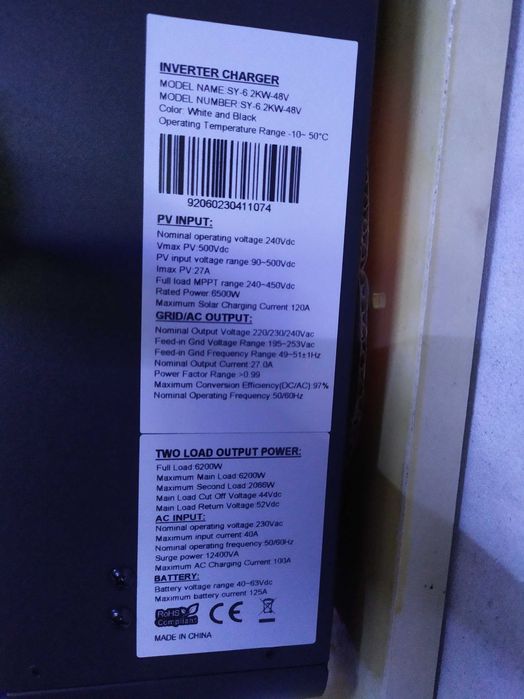 INVERTER CHARGER
MODEL NAME:SY-6.2KW-48V
MODEL NUMBER:SY-6.2KW-48V
Color: White and Black
Operating Temperature Range:-10~ 50°C
92060230411074
PV INPUT:
Nominal operating voltage:240Vdc
Vmax PV:500Vdc
PV input voltage range:90~500Vdc
Imax PV:27A
Full load MPPT range:240~450Vdc
Rated Power:6500W
Maximum Solar Charging Current:120A
GRID/AC OUTPUT:
Nominal Output Voltage:220/230/240Vac
Feed-in Grid Voltage Range:195~253Vac
Feed-in Grid Frequency Range:49~51±1Hz
Nominal Output Current:27.0A
Power Factor Range:>0.99
Maximum Conversion Efficiency(DC/AC):97%
Nominal Operating Frequency:50/60Hz
TWO LOAD OUTPUT POWER:
Full Load:6200W
Maximum Main Load:6200W
Maximum Second Load:2066W
Main Load Cut Off Voltage:44Vdc
Main Load Return Voltage:52Vdc
AC INPUT:
Nominal operating voltage:230Vac
Maximum input current:40A
Nominal operating frequency:50/60Hz
Surge power:12400VA
Maximum AC Charging Current:100A
BATTERY:
Battery voltage range:40~63Vdc
Maximum battery current:125A
RoHS
Compliant
CE
MADE IN CHINA